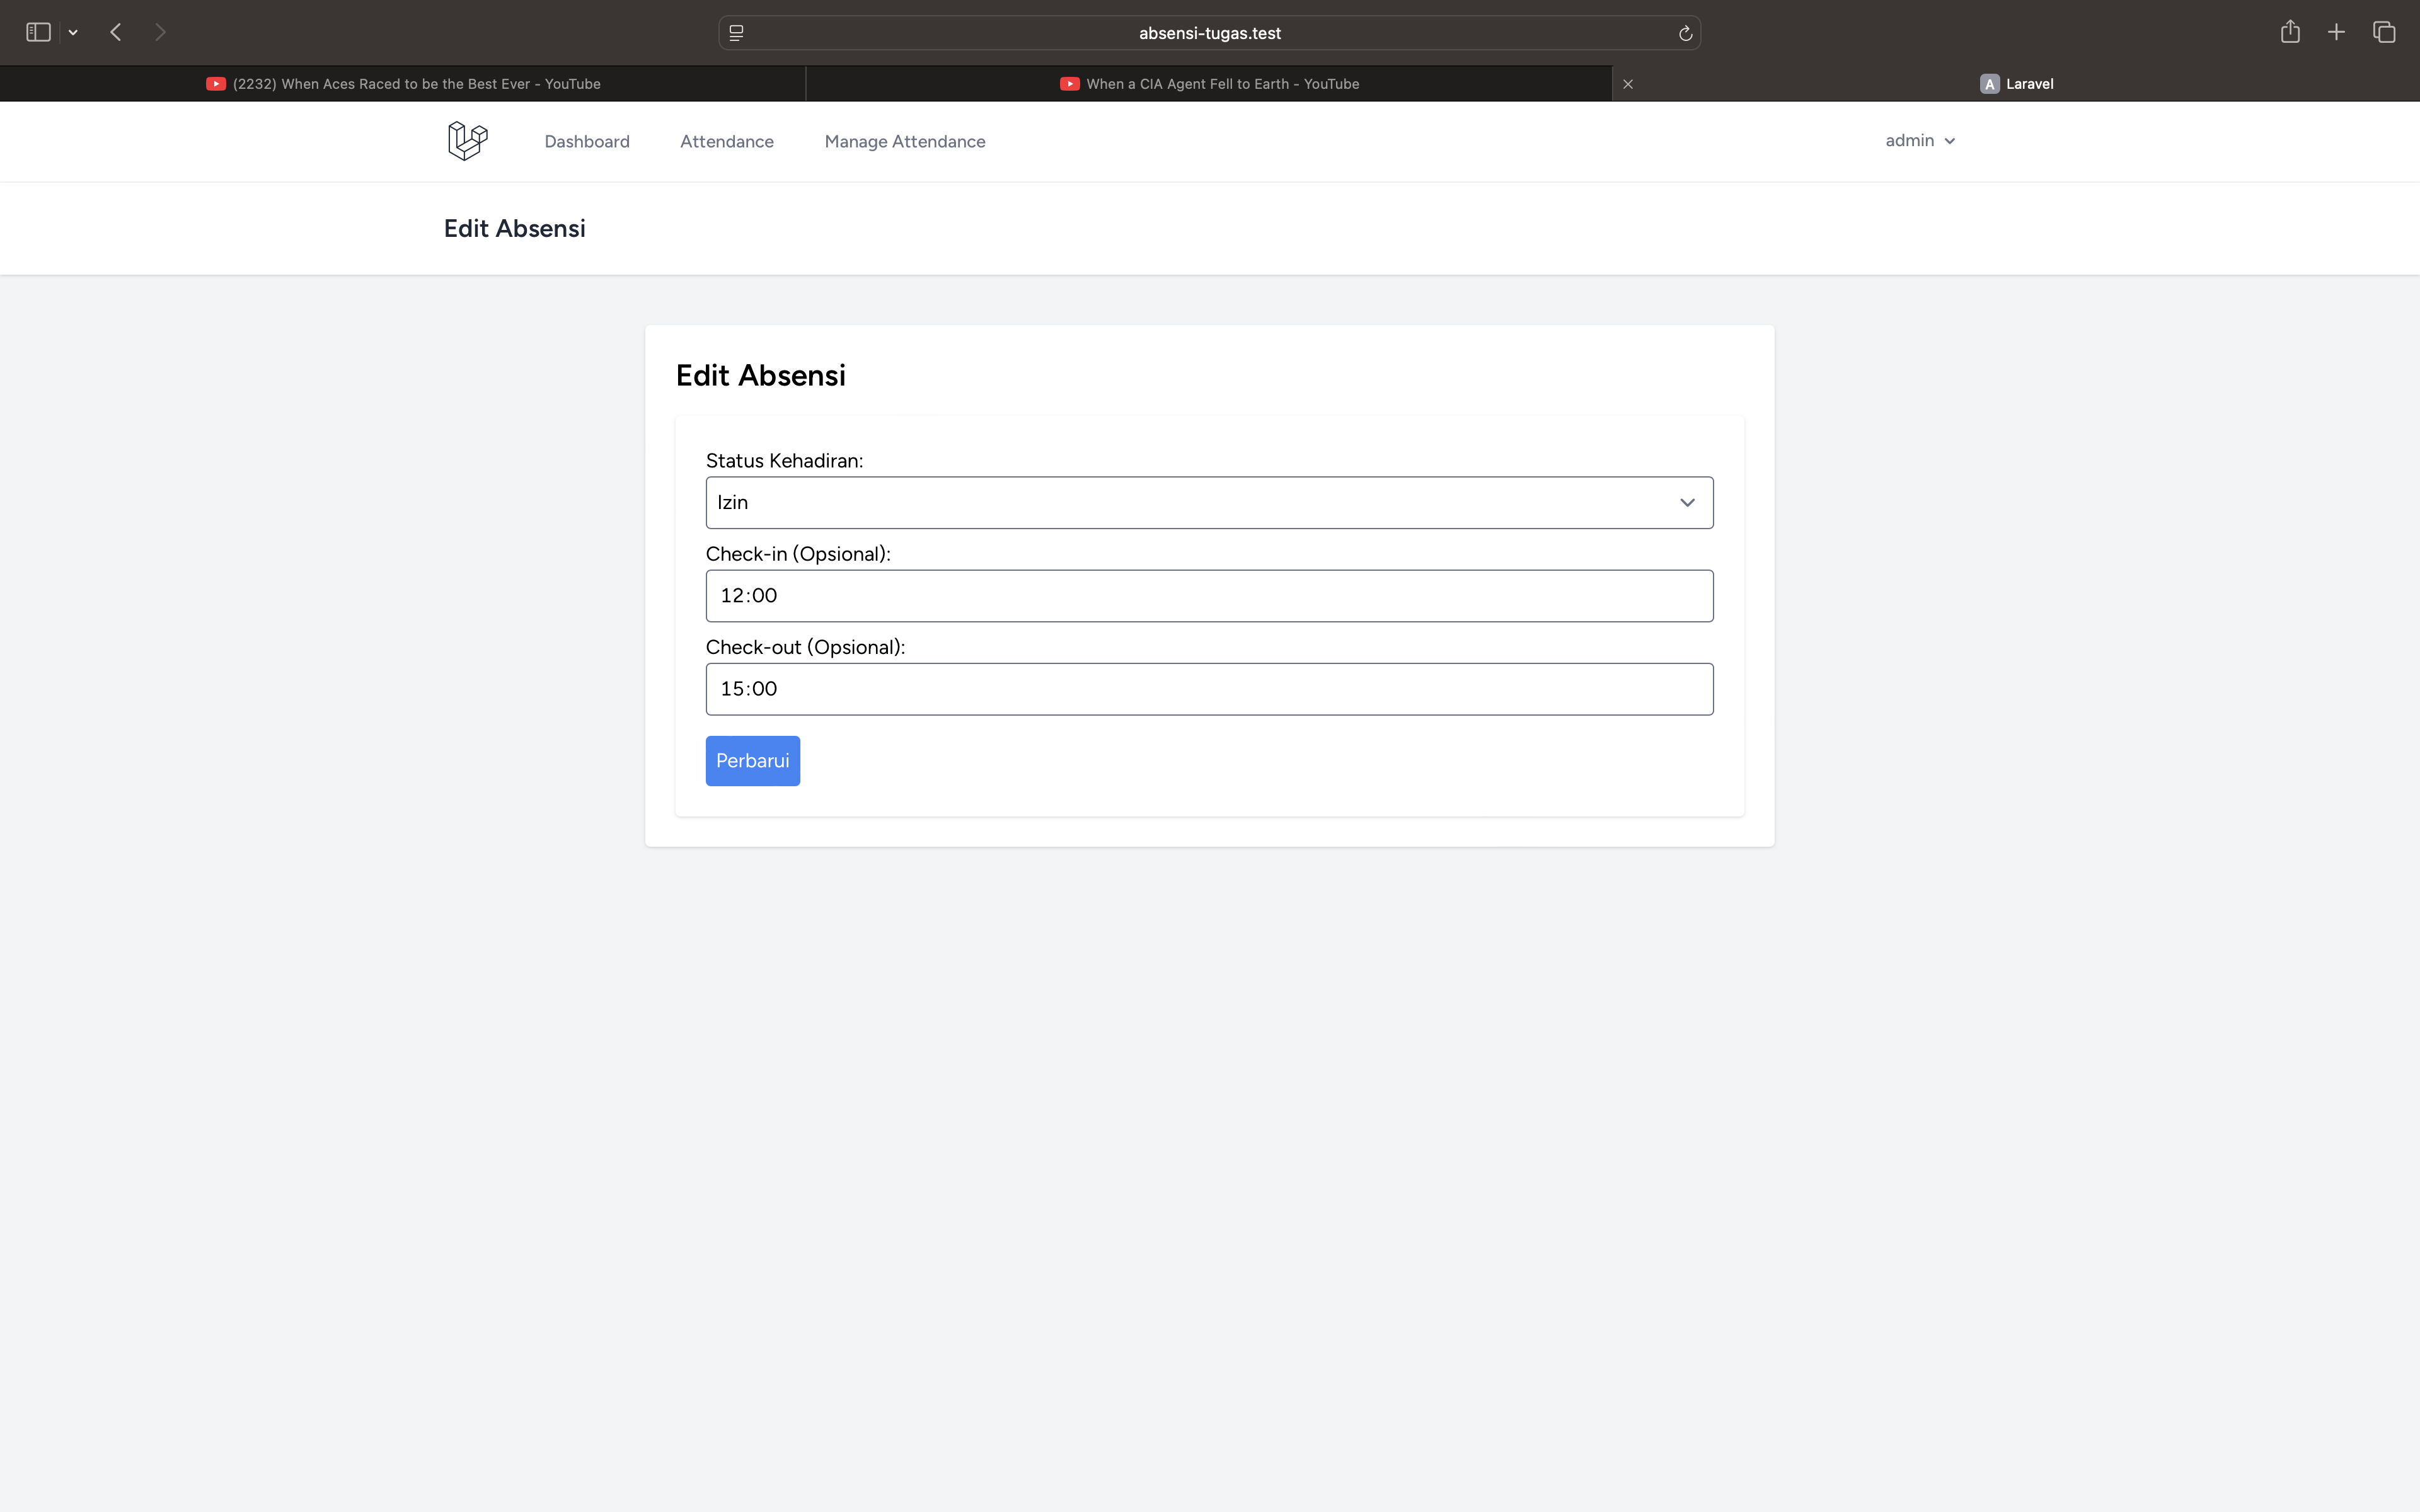 absensi-tugas.test
(2232) When Aces Raced to be the Best Ever - YouTube
When a CIA Agent Fell to Earth - YouTube
A Laravel
Dashboard
Attendance
Manage Attendance
admin
Edit Absensi
Edit Absensi
Status Kehadiran:
Izin
Check-in (Opsional):
12:00
Check-out (Opsional):
15:00
Perbarui